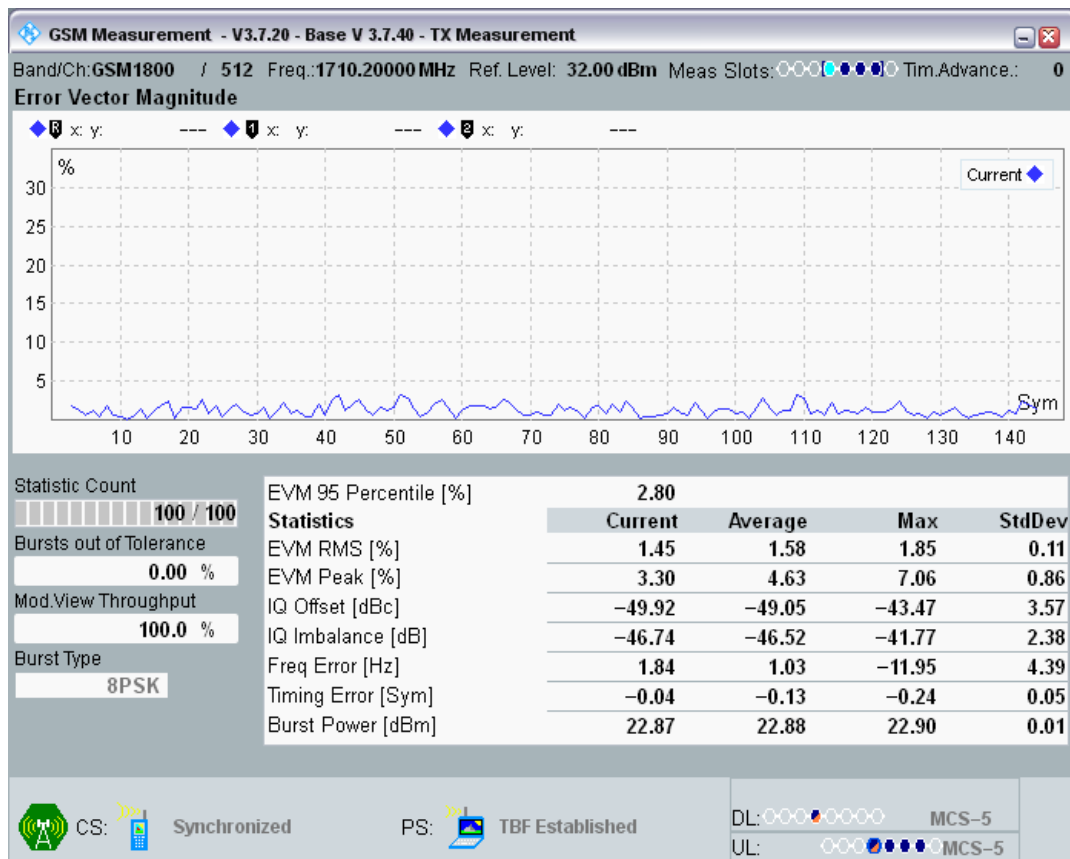 GSM Measurement - V3.7.20 - Base V 3.7.40 - TX Measurement
Band/Ch:GSM1800 / 512 Freq.:1710.20000 MHz Ref. Level: 32.00 dBm Meas Slots: Tim.Advance.: 0
Error Vector Magnitude
R x: y: --- 1 x: y: --- 2 x: y: ---
%
Current
30
25
20
15
10
5
Sym
10 20 30 40 50 60 70 80 90 100 110 120 130 140
Statistic Count
100 / 100
Bursts out of Tolerance
0.00 %
Mod.View Throughput
100.0 %
Burst Type
8PSK
EVM 95 Percentile [%] 2.80
Statistics Current Average Max StdDev
EVM RMS [%] 1.45 1.58 1.85 0.11
EVM Peak [%] 3.30 4.63 7.06 0.86
IQ Offset [dBc] −49.92 −49.05 −43.47 3.57
IQ Imbalance [dB] −46.74 −46.52 −41.77 2.38
Freq Error [Hz] 1.84 1.03 −11.95 4.39
Timing Error [Sym] −0.04 −0.13 −0.24 0.05
Burst Power [dBm] 22.87 22.88 22.90 0.01
CS: Synchronized PS: TBF Established
DL: MCS−5
UL: MCS−5